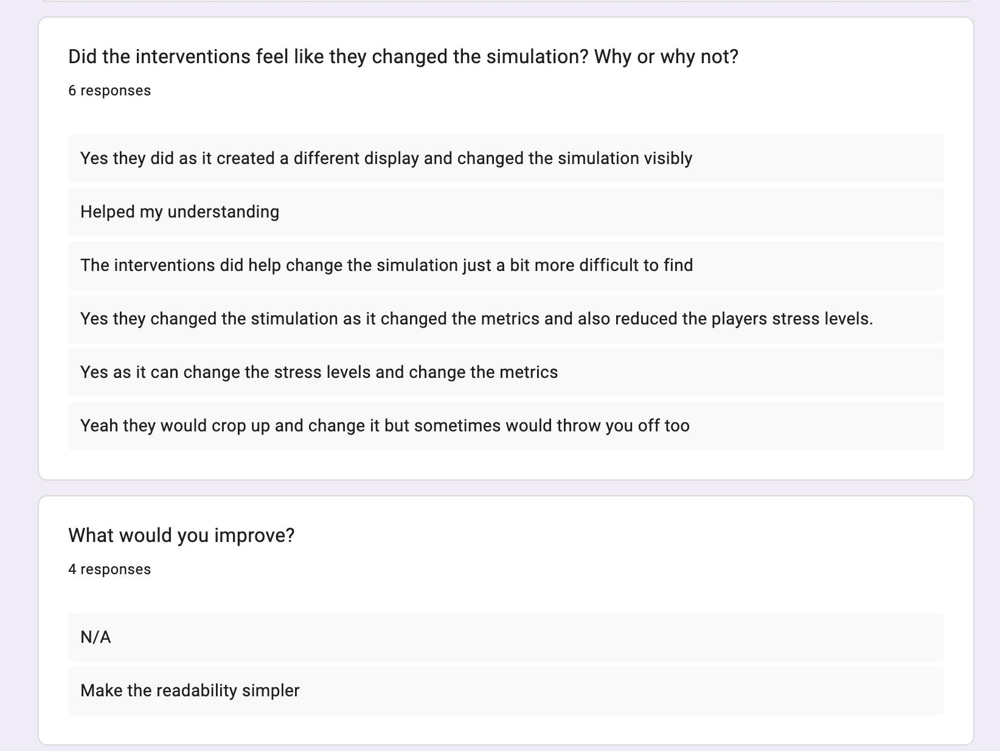 Did the interventions feel like they changed the simulation? Why or why not?
6 responses
Yes they did as it created a different display and changed the simulation visibly
Helped my understanding
The interventions did help change the simulation just a bit more difficult to find
Yes they changed the stimulation as it changed the metrics and also reduced the players stress levels.
Yes as it can change the stress levels and change the metrics
Yeah they would crop up and change it but sometimes would throw you off too
What would you improve?
4 responses
N/A
Make the readability simpler